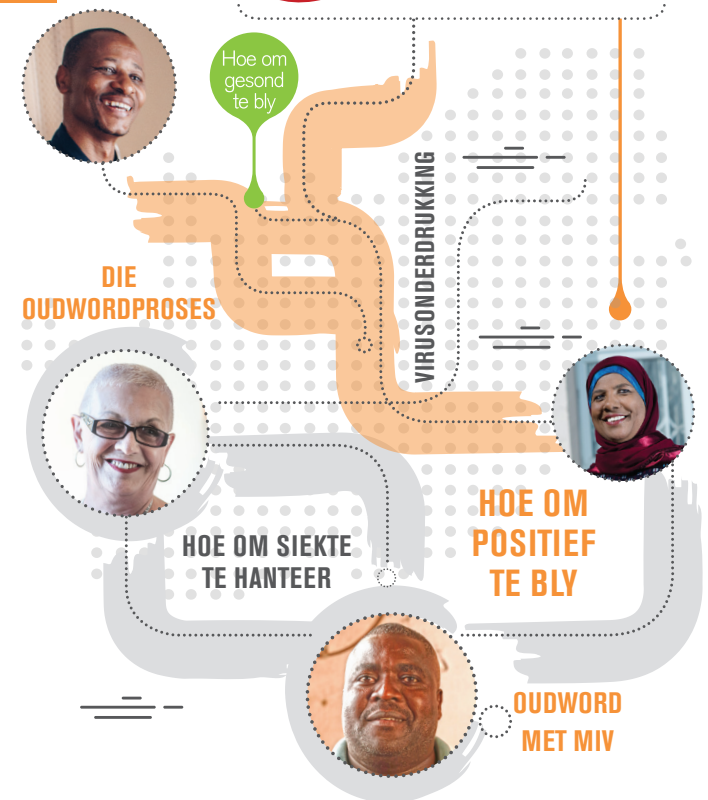 Hoe om
gesond
te bly
VIRUSONDERDRUKKING
DIE
OUDWORDPROSES
HOE OM SIEKTE
TE HANTEER
HOE OM
POSITIEF
TE BLY
OUDWORD
MET MIV